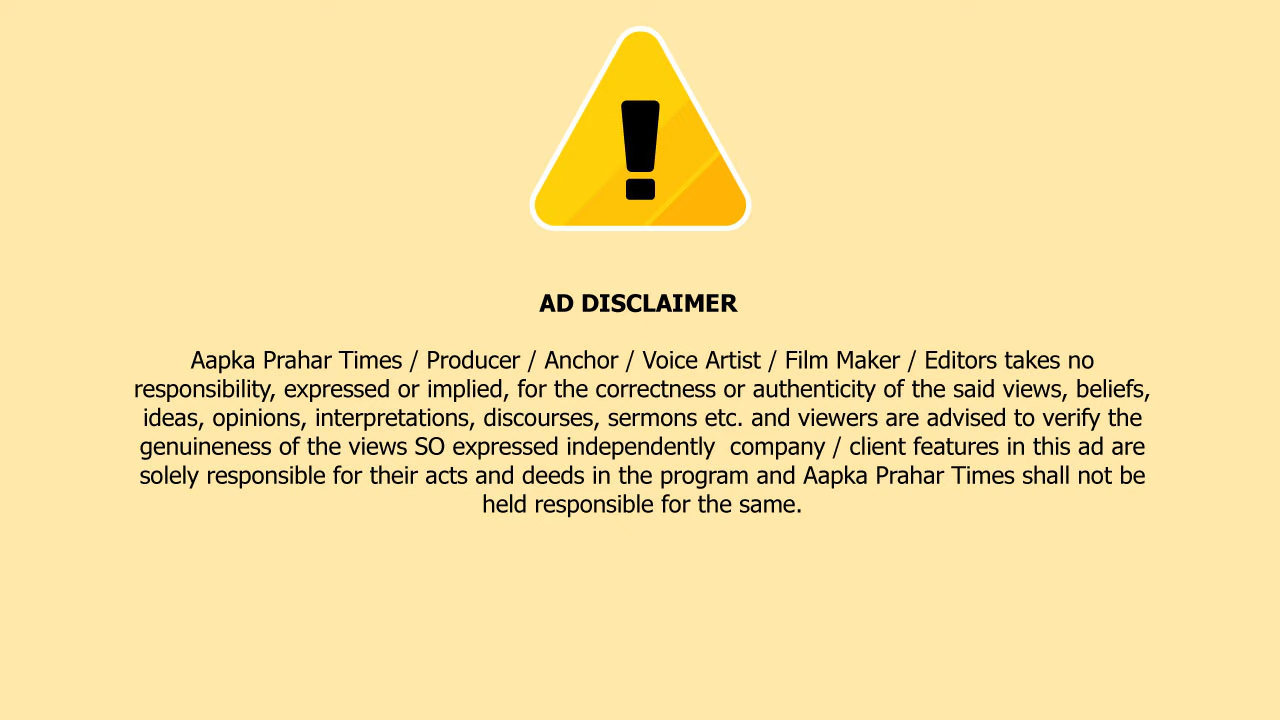 AD DISCLAIMER
Aapka Prahar Times / Producer / Anchor / Voice Artist / Film Maker / Editors takes no
responsibility, expressed or implied, for the correctness or authenticity of the said views, beliefs,
ideas, opinions, interpretations, discourses, sermons etc. and viewers are advised to verify the
genuineness of the views SO expressed independently  company / client features in this ad are
solely responsible for their acts and deeds in the program and Aapka Prahar Times shall not be
held responsible for the same.